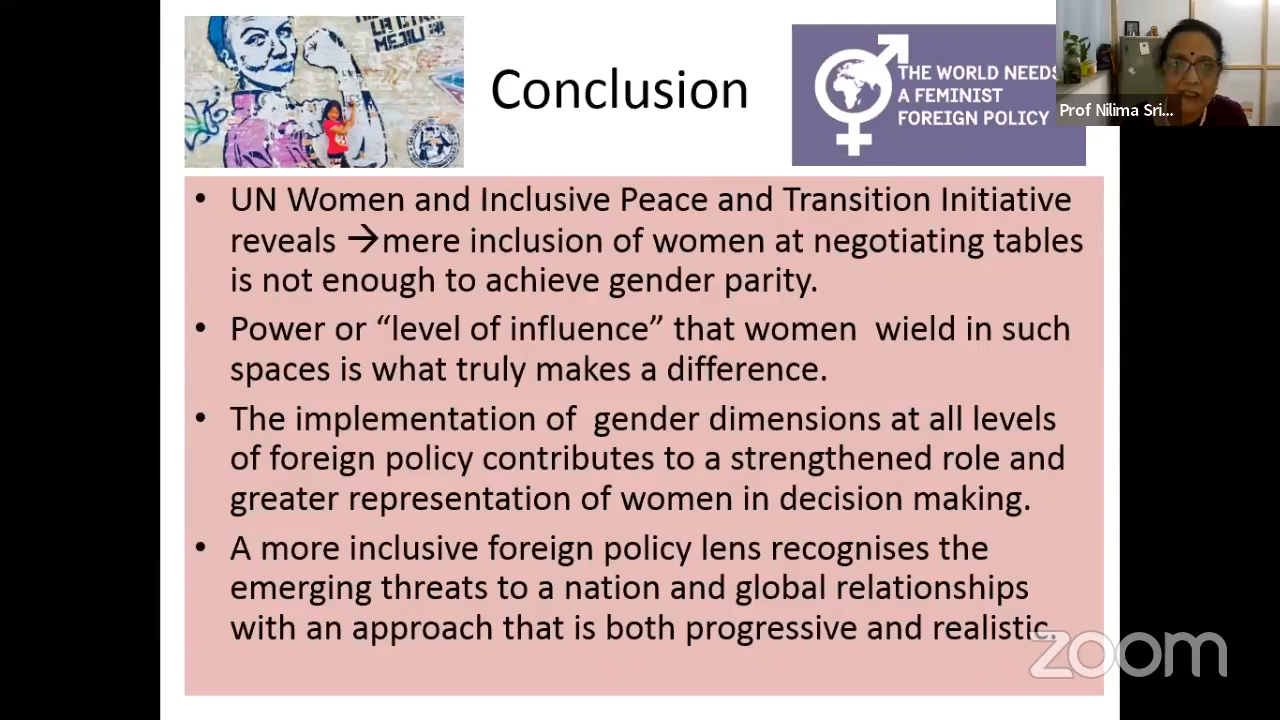 Conclusion
THE WORLD NEEDS
A FEMINIST
FOREIGN POLICY
Prof Nilima Sri...
• UN Women and Inclusive Peace and Transition Initiative
reveals →mere inclusion of women at negotiating tables
is not enough to achieve gender parity.
• Power or “level of influence” that women wield in such
spaces is what truly makes a difference.
• The implementation of gender dimensions at all levels
of foreign policy contributes to a strengthened role and
greater representation of women in decision making.
• A more inclusive foreign policy lens recognises the
emerging threats to a nation and global relationships
with an approach that is both progressive and realistic.
zoom